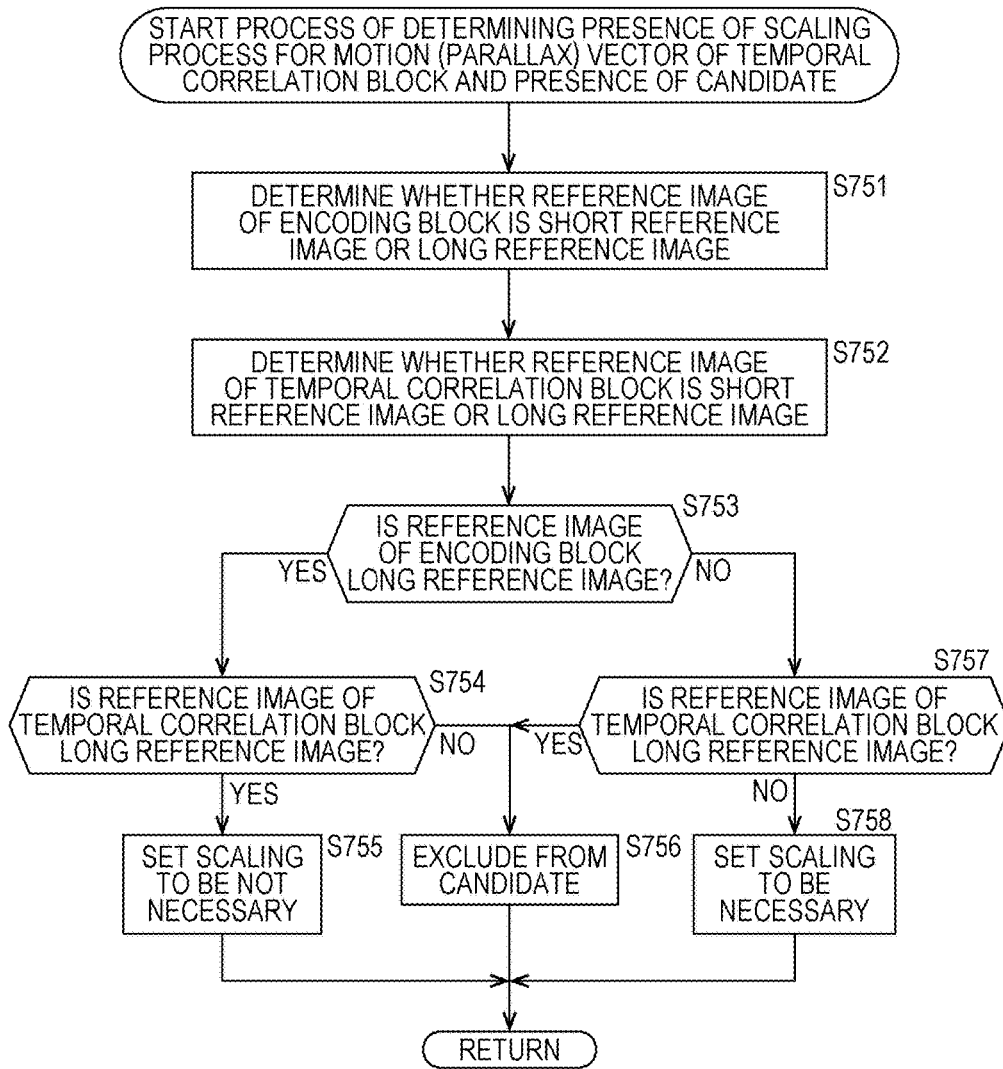 START PROCESS OF DETERMINING PRESENCE OF SCALING
PROCESS FOR MOTION (PARALLAX) VECTOR OF TEMPORAL
CORRELATION BLOCK AND PRESENCE OF CANDIDATE
S751
DETERMINE WHETHER REFERENCE IMAGE
OF ENCODING BLOCK IS SHORT REFERENCE
IMAGE OR LONG REFERENCE IMAGE
S752
DETERMINE WHETHER REFERENCE IMAGE
OF TEMPORAL CORRELATION BLOCK IS SHORT
REFERENCE IMAGE OR LONG REFERENCE IMAGE
S753
IS REFERENCE IMAGE
OF ENCODING BLOCK
LONG REFERENCE IMAGE?
YES
NO
S754
IS REFERENCE IMAGE OF
TEMPORAL CORRELATION BLOCK
LONG REFERENCE IMAGE?
NO
YES
S757
IS REFERENCE IMAGE OF
TEMPORAL CORRELATION BLOCK
LONG REFERENCE IMAGE?
YES
NO
S755
SET SCALING
TO BE NOT
NECESSARY
S756
EXCLUDE FROM
CANDIDATE
S758
SET SCALING
TO BE
NECESSARY
RETURN